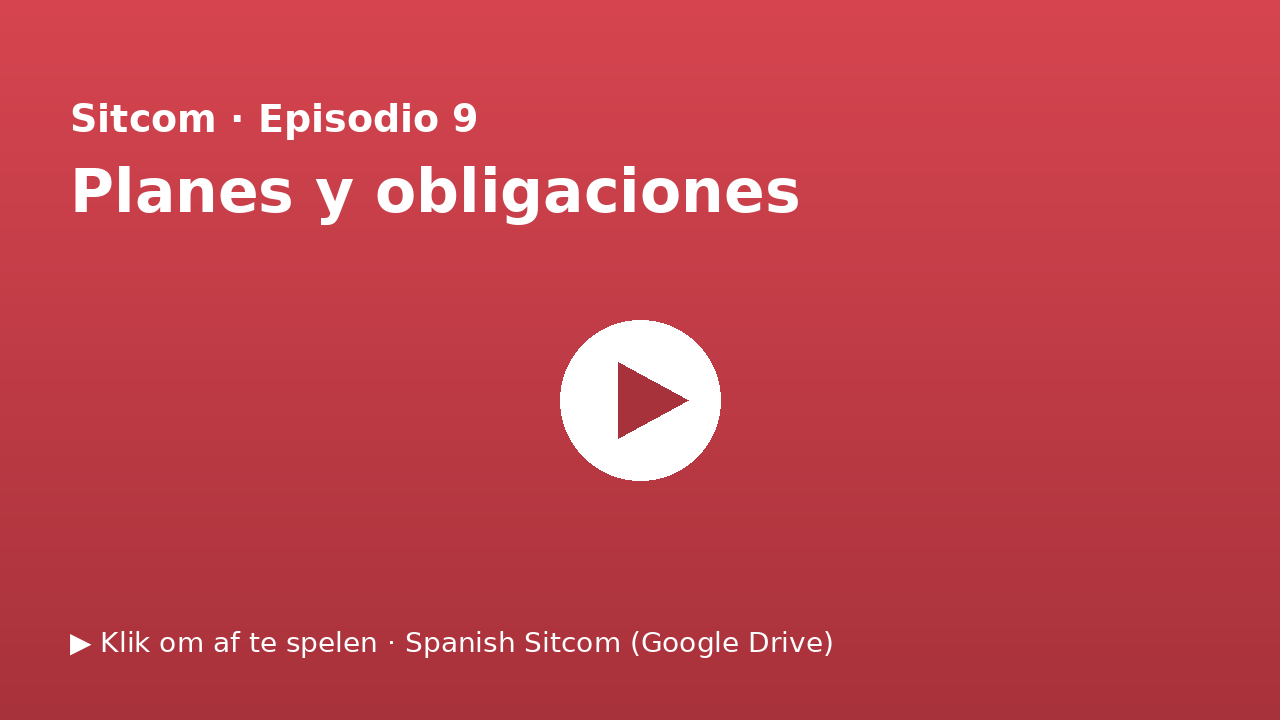 Sitcom · Episodio 9
Planes y obligaciones
▶ Klik om af te spelen · Spanish Sitcom (Google Drive)